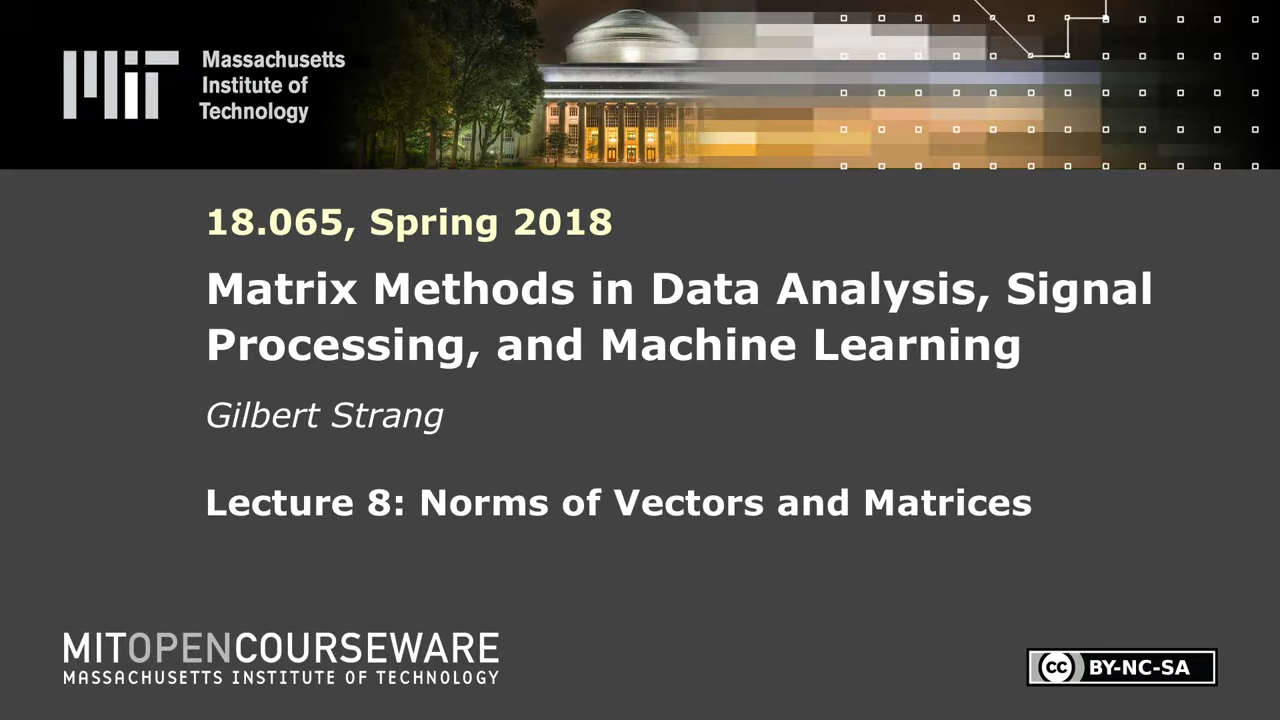 Massachusetts
Institute of
Technology
18.065, Spring 2018
Matrix Methods in Data Analysis, Signal
Processing, and Machine Learning
Gilbert Strang
Lecture 8: Norms of Vectors and Matrices
MITOPENCOURSEWARE
MASSACHUSETTS INSTITUTE OF TECHNOLOGY
cc BY-NC-SA